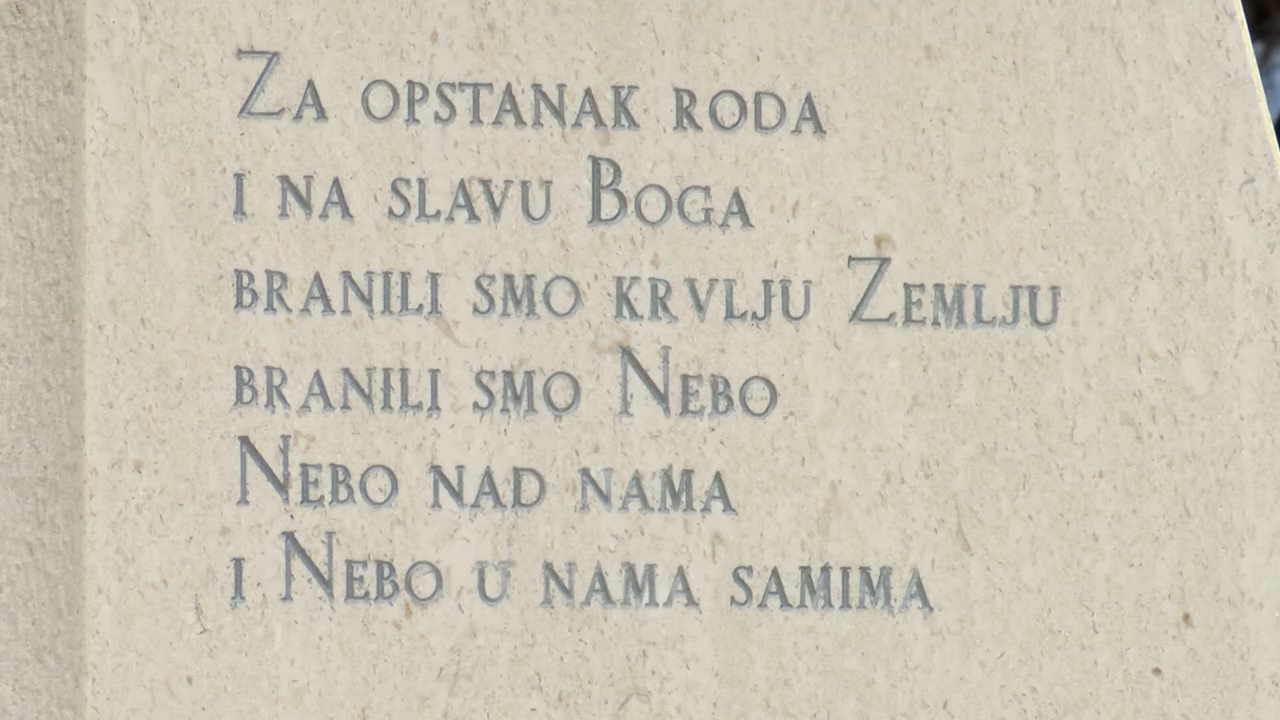 Za opstanak roda
i na slavu Boga
branili smo krvlju Zemlju
branili smo Nebo
Nebo nad nama
i Nebo u nama samima